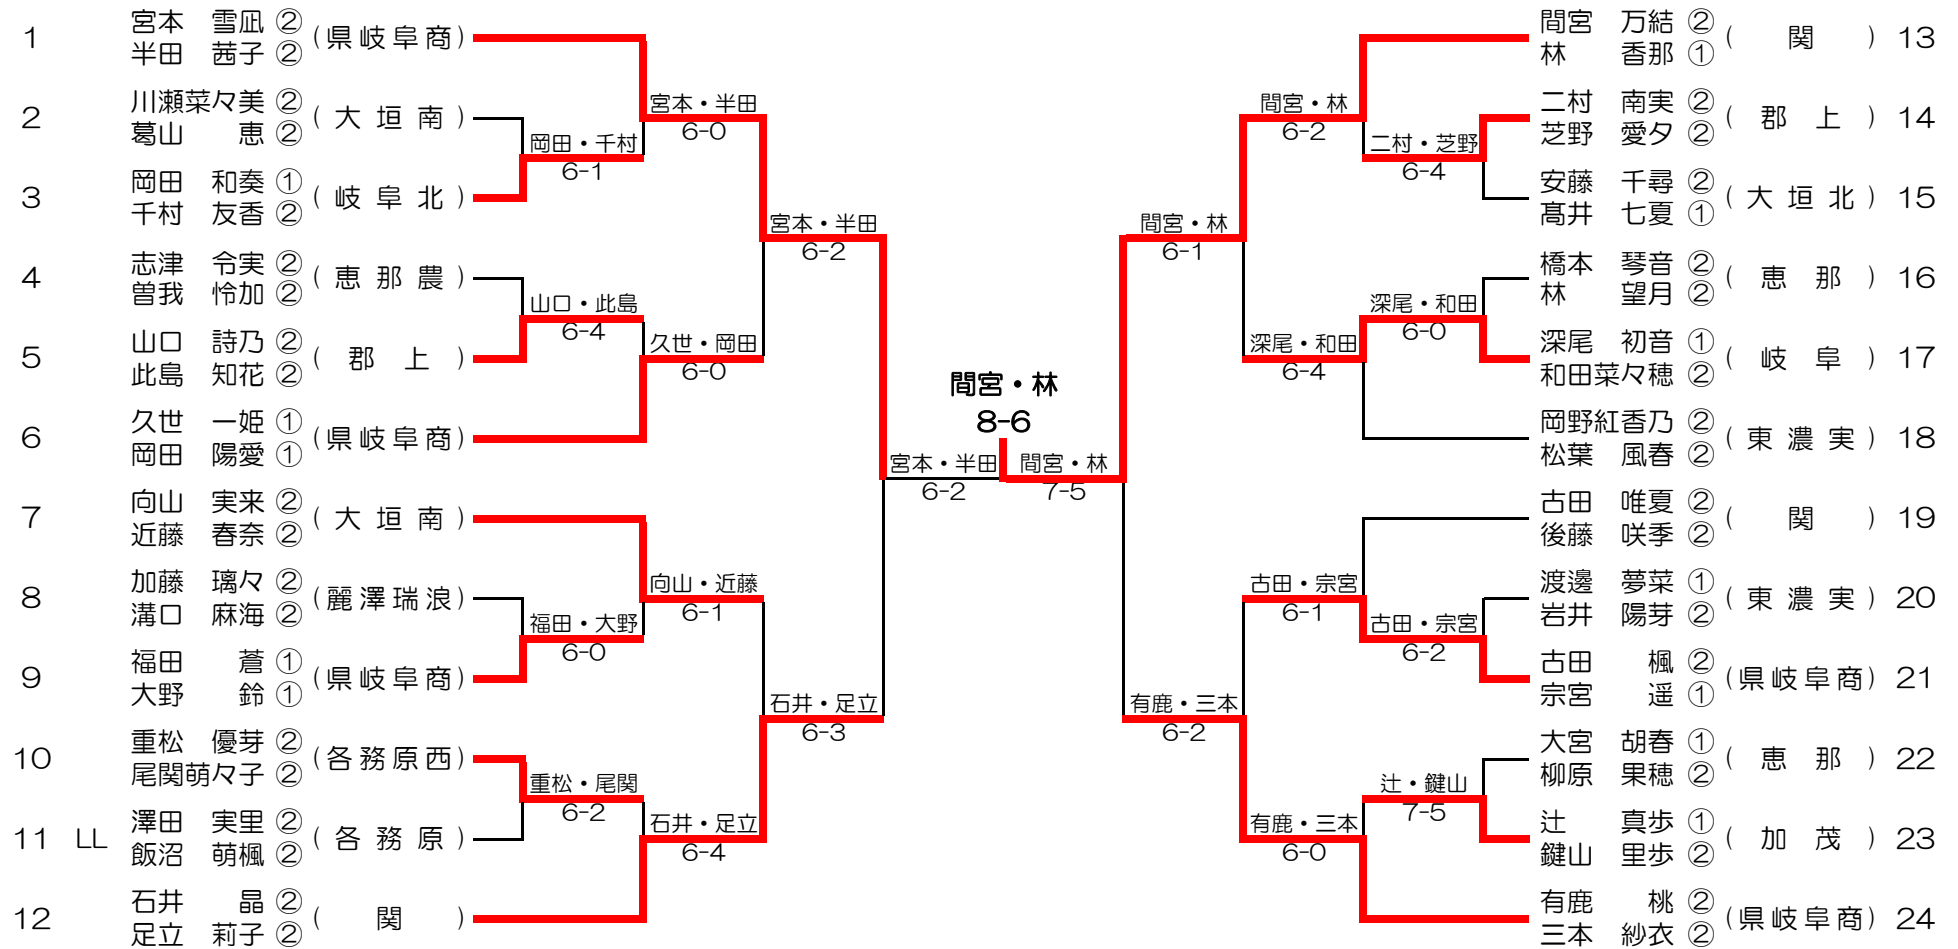 1 宮本 雪凪 ② (県岐阜商)
半田 茜子 ②
2 川瀬菜々美 ② (大垣南)
葛山 恵 ②
3 岡田 和奏 ① (岐阜北)
千村 友香 ②
4 志津 令実 ② (恵那農)
曽我 怜加 ②
5 山口 詩乃 ② (郡上)
此島 知花 ②
6 久世 一姫 ① (県岐阜商)
岡田 陽愛 ①
7 向山 実来 ② (大垣南)
近藤 春奈 ②
8 加藤 璃々 ② (麗澤瑞浪)
溝口 麻海 ②
9 福田 蒼 ① (県岐阜商)
大野 鈴 ①
10 重松 優芽 ② (各務原西)
尾関萌々子 ②
11 LL 澤田 実里 ② (各務原)
飯沼 萌楓 ②
12 石井 晶 ② (関)
足立 莉子 ②
岡田・千村
6-1
山口・此島
6-4
福田・大野
6-0
重松・尾関
6-2
宮本・半田
6-0
久世・岡田
6-0
向山・近藤
6-1
石井・足立
6-4
宮本・半田
6-2
石井・足立
6-3
宮本・半田
6-2
間宮・林
8-6
間宮・林
7-5
間宮・林
6-1
有鹿・三本
6-2
間宮・林
6-2
深尾・和田
6-4
古田・宗宮
6-1
有鹿・三本
6-0
二村・芝野
6-4
深尾・和田
6-0
古田・宗宮
6-2
辻・鍵山
7-5
間宮 万結 ② (関) 13
林 香那 ①
二村 南実 ② (郡上) 14
芝野 愛夕 ②
安藤 千尋 ② (大垣北) 15
髙井 七夏 ①
橋本 琴音 ② (恵那) 16
林 望月 ②
深尾 初音 ① (岐阜) 17
和田菜々穂 ②
岡野紅香乃 ② (東濃実) 18
松葉 風春 ②
古田 唯夏 ② (関) 19
後藤 咲季 ②
渡邊 夢菜 ① (東濃実) 20
岩井 陽芽 ②
古田 楓 ② (県岐阜商) 21
宗宮 遥 ①
大宮 胡春 ① (恵那) 22
柳原 果穂 ②
辻 真歩 ① (加茂) 23
鍵山 里歩 ②
有鹿 桃 ② (県岐阜商) 24
三本 紗衣 ②